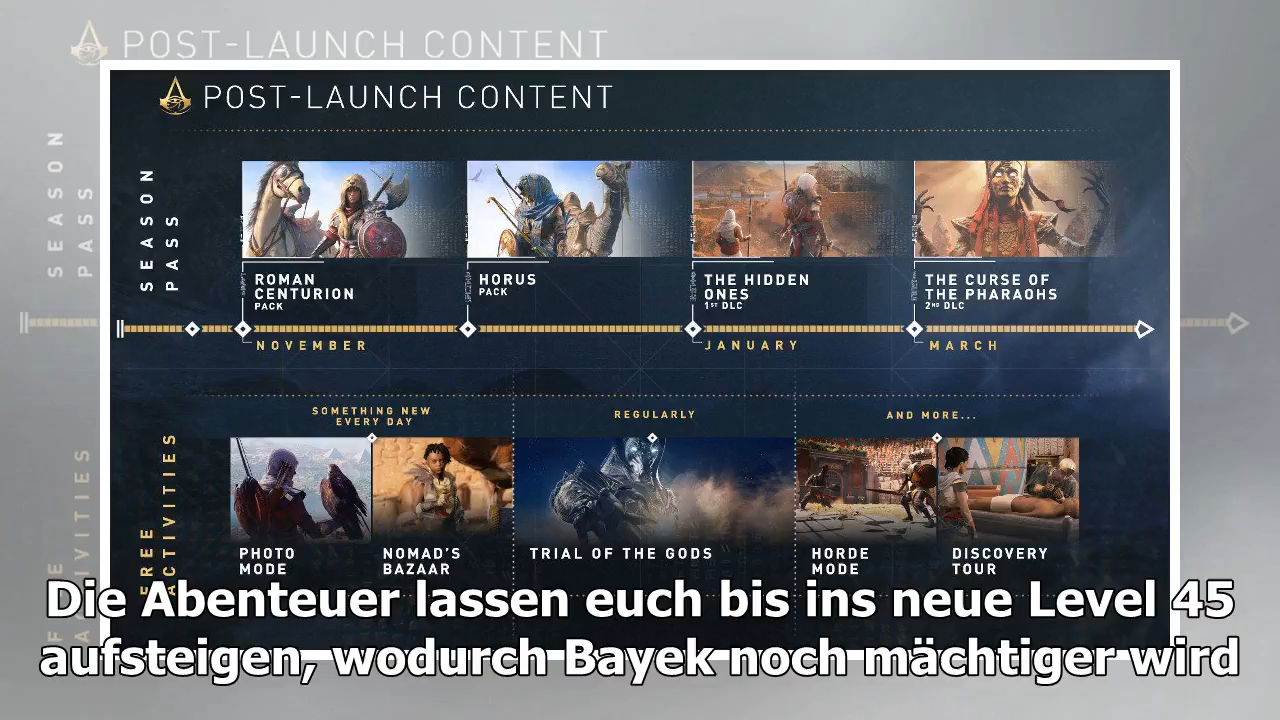 POST-LAUNCH CONTENT
POST-LAUNCH CONTENT
SEASON
PASS
SEASON
PASS
ROMAN
CENTURION
PACK
HORUS
PACK
THE HIDDEN
ONES
1ST DLC
THE CURSE OF
THE PHARAOHS
2ND DLC
NOVEMBER
JANUARY
MARCH
SOMETHING NEW
EVERY DAY
REGULARLY
AND MORE...
FREE
ACTIVITIES
PHOTO
MODE
NOMAD'S
BAZAAR
TRIAL OF THE GODS
HORDE
MODE
DISCOVERY
TOUR
Die Abenteuer lassen euch bis ins neue Level 45
aufsteigen, wodurch Bayek noch mächtiger wird